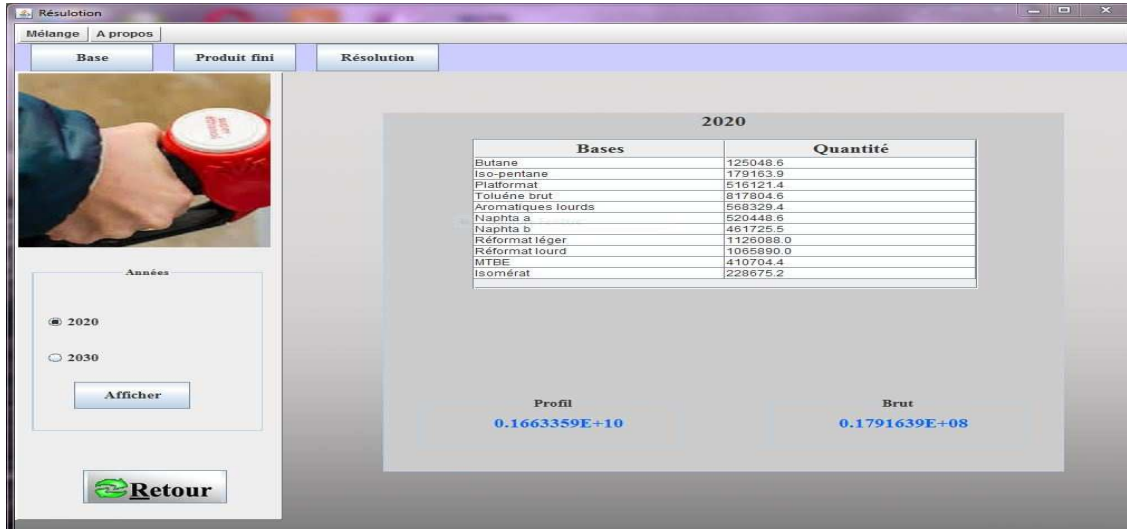 Résulotion
Mélange A propos
Base Produit fini Résolution
2020
Bases Quantité
Butane 125048.6
Iso-pentane 179163.9
Platformat 516121.4
Toluéne brut 817804.6
Aromatiques lourds 568329.4
Naphta a 520448.6
Naphta b 461725.5
Réformat léger 1126088.0
Réformat lourd 1065890.0
MTBE 410704.4
Isomérat 228675.2
Années
2020
2030
Afficher
Profil Brut
0.1663359E+10 0.1791639E+08
Retour